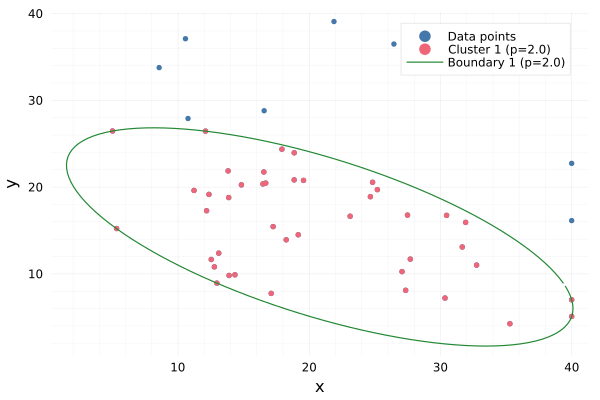 40
30
20
10
y
10 20 30 40
x
Data points
Cluster 1 (p=2.0)
Boundary 1 (p=2.0)